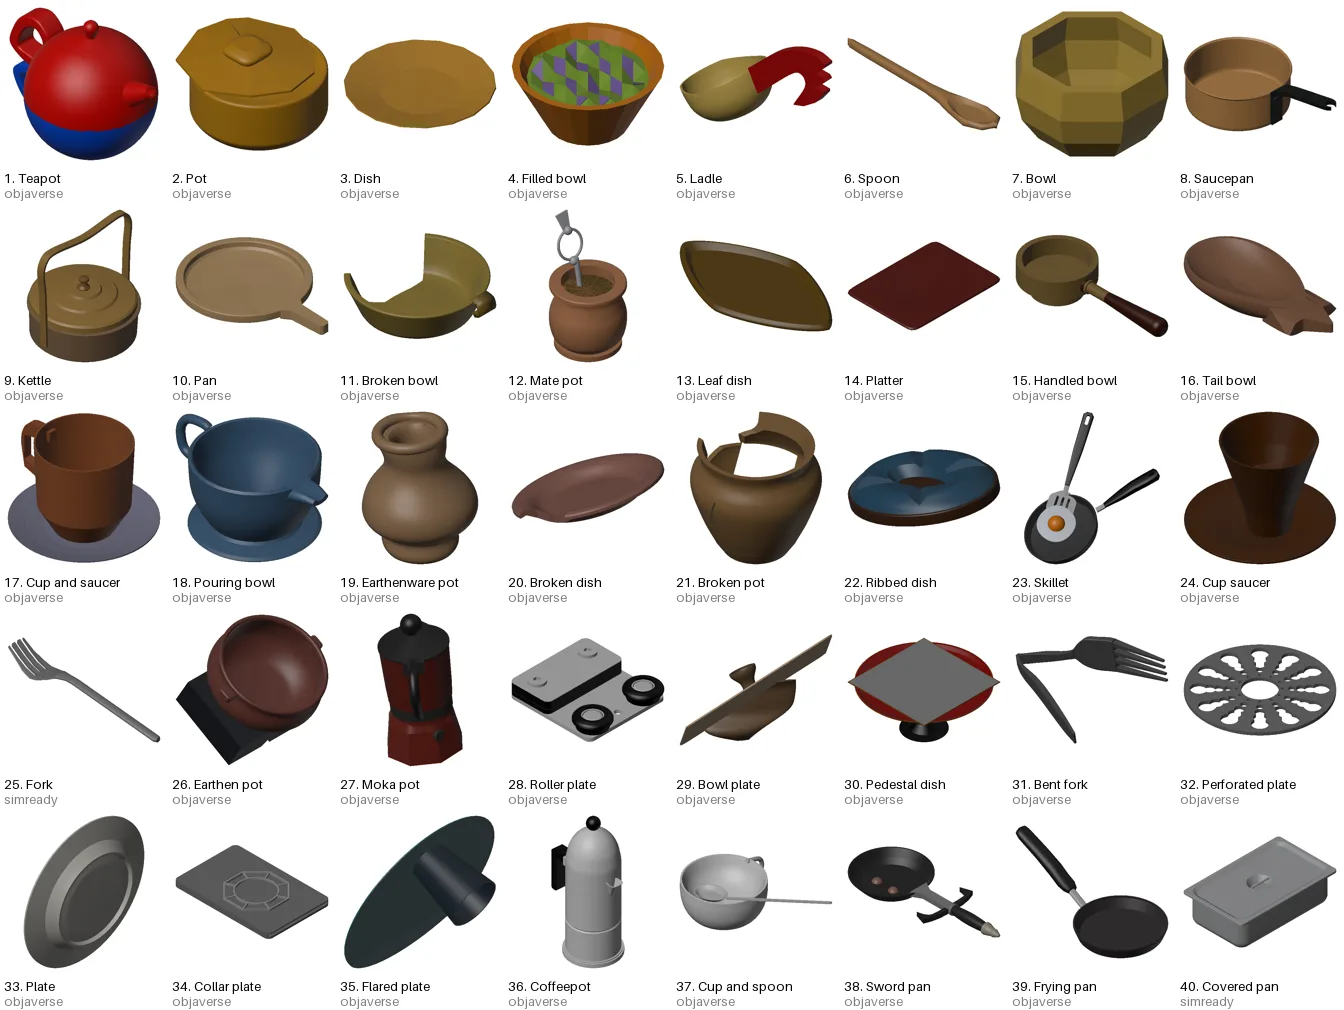 1. Teapot
objaverse
2. Pot
objaverse
3. Dish
objaverse
4. Filled bowl
objaverse
5. Ladle
objaverse
6. Spoon
objaverse
7. Bowl
objaverse
8. Saucepan
objaverse
9. Kettle
objaverse
10. Pan
objaverse
11. Broken bowl
objaverse
12. Mate pot
objaverse
13. Leaf dish
objaverse
14. Platter
objaverse
15. Handled bowl
objaverse
16. Tail bowl
objaverse
17. Cup and saucer
objaverse
18. Pouring bowl
objaverse
19. Earthenware pot
objaverse
20. Broken dish
objaverse
21. Broken pot
objaverse
22. Ribbed dish
objaverse
23. Skillet
objaverse
24. Cup saucer
objaverse
25. Fork
simready
26. Earthen pot
objaverse
27. Moka pot
objaverse
28. Roller plate
objaverse
29. Bowl plate
objaverse
30. Pedestal dish
objaverse
31. Bent fork
objaverse
32. Perforated plate
objaverse
33. Plate
objaverse
34. Collar plate
objaverse
35. Flared plate
objaverse
36. Coffeepot
objaverse
37. Cup and spoon
objaverse
38. Sword pan
objaverse
39. Frying pan
objaverse
40. Covered pan
simready